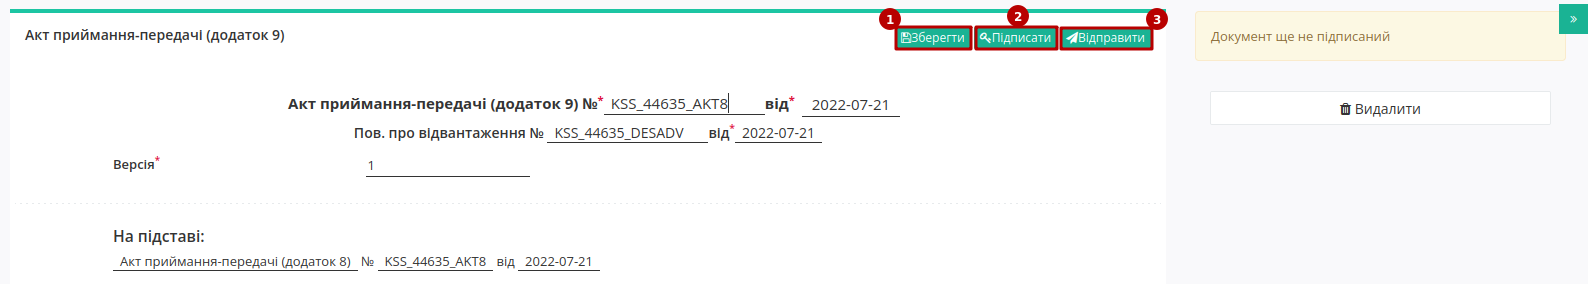 1 2 3 »
Акт приймання-передачі (додаток 9) Зберегти Підписати Відправити Документ ще не підписаний
Акт приймання-передачі (додаток 9) №* KSS_44635_AKT8 від* 2022-07-21 Видалити
Пов. про відвантаження № KSS_44635_DESADV від* 2022-07-21
Версія* 1
На підставі:
Акт приймання-передачі (додаток 8) № KSS_44635_AKT8 від 2022-07-21